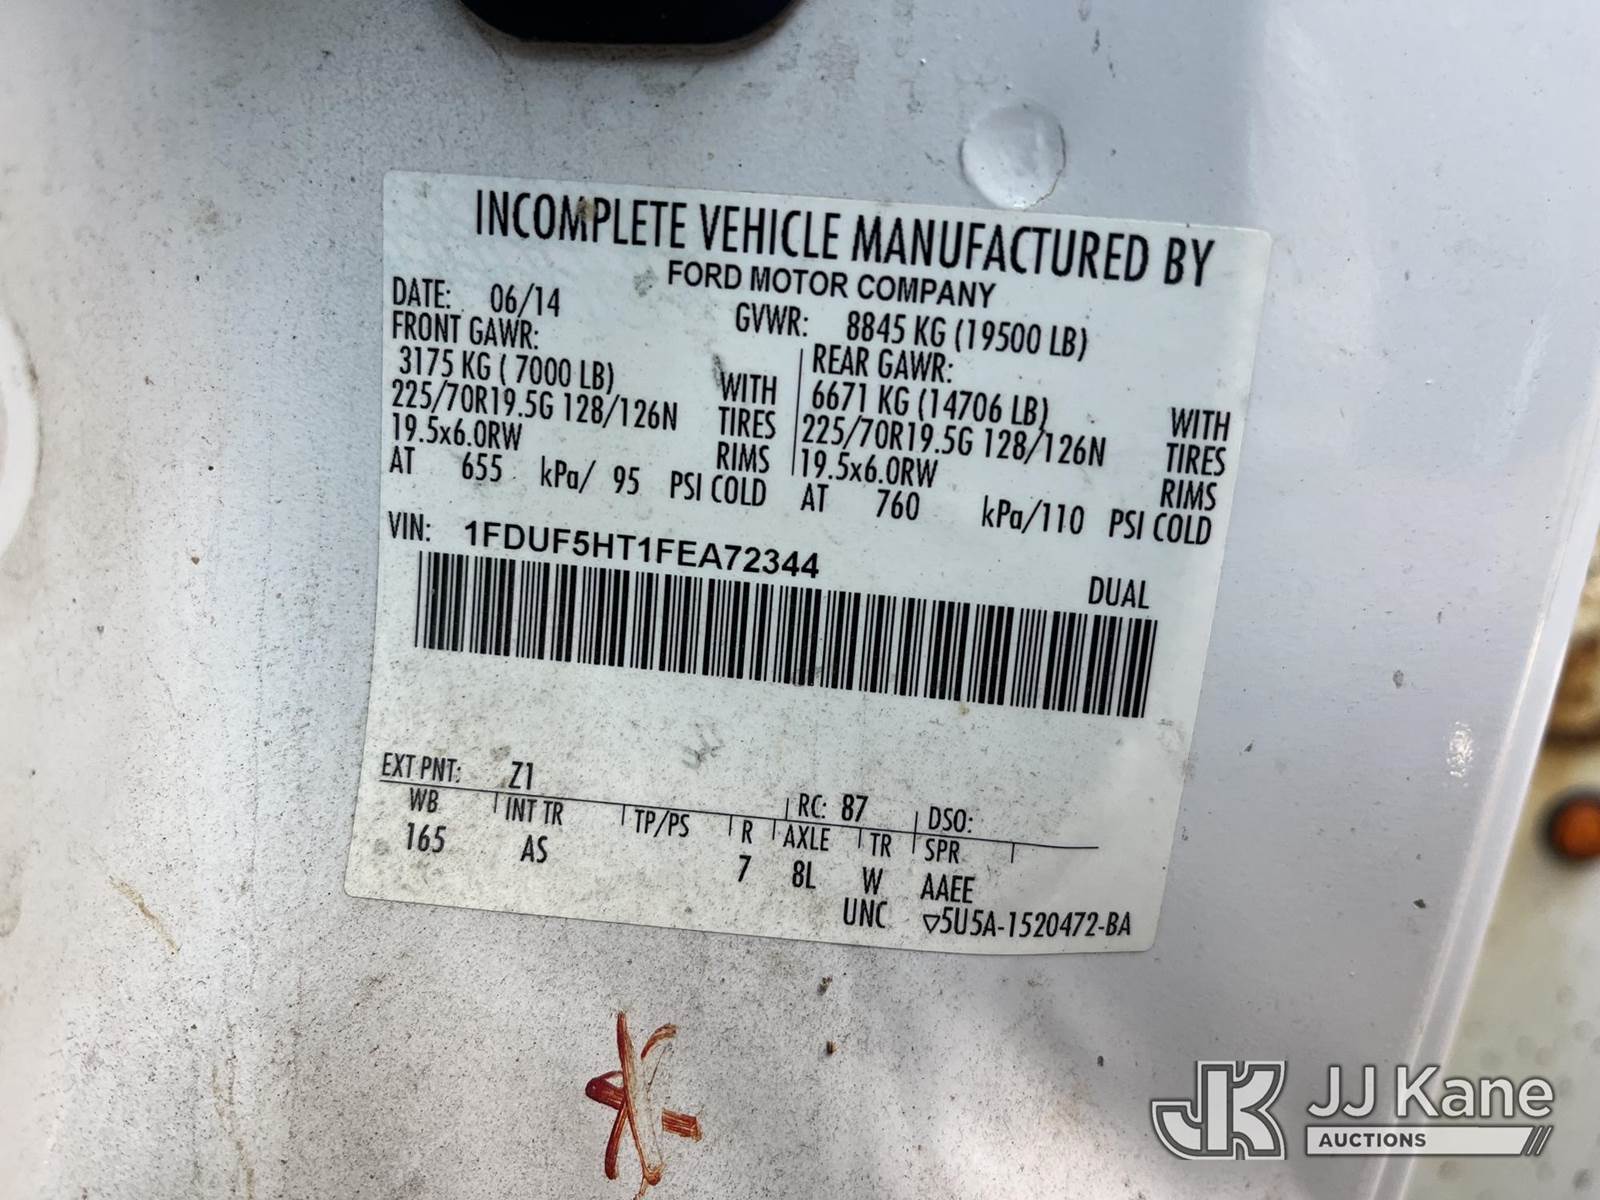 INCOMPLETE VEHICLE MANUFACTURED BY
FORD MOTOR COMPANY
DATE: 06/14 GVWR: 8845 KG (19500 LB)
FRONT GAWR: REAR GAWR:
3175 KG ( 7000 LB) WITH 6671 KG (14706 LB) WITH
225/70R19.5G 128/126N TIRES 225/70R19.5G 128/126N TIRES
19.5x6.0RW RIMS 19.5x6.0RW RIMS
AT 655 kPa/ 95 PSI COLD AT 760 kPa/110 PSI COLD
VIN: 1FDUF5HT1FEA72344
DUAL
EXT PNT: Z1 RC: 87 DSO:
WB INT TR TP/PS R AXLE TR SPR
165 AS 7 8L W AAEE
UNC ▽5U5A-1520472-BA
JK JJ Kane
AUCTIONS